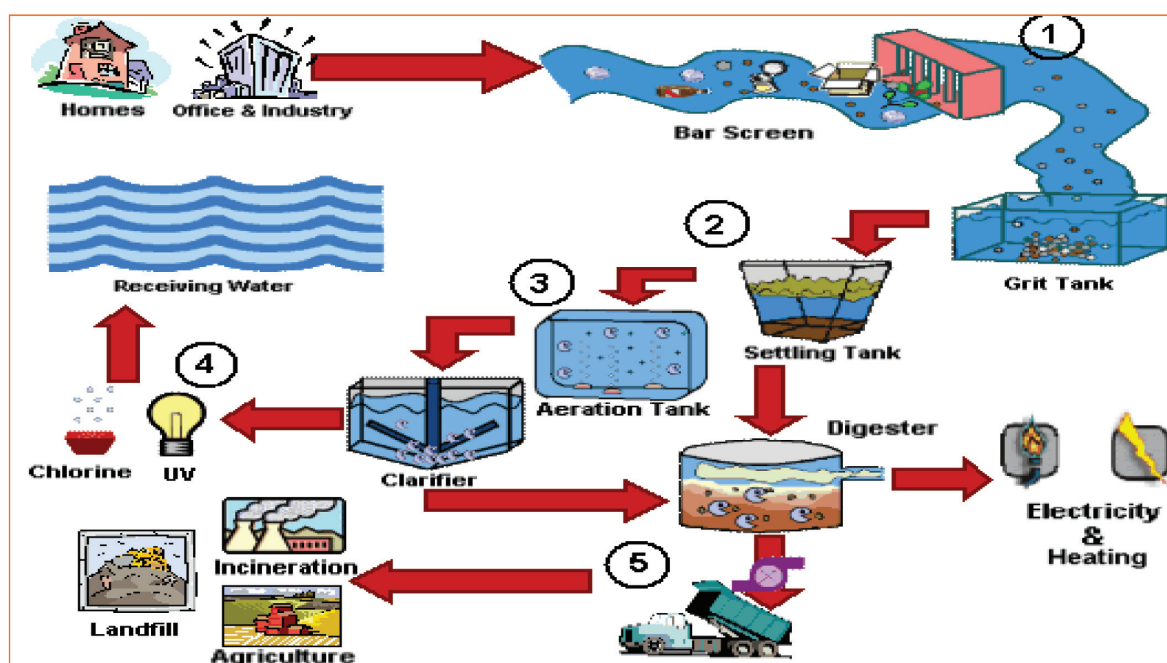 1
Homes
Office & Industry
Bar Screen
2
Grit Tank
Receiving Water
3
Settling Tank
4
Aeration Tank
Digester
Chlorine
UV
Clarifier
Electricity
&
Heating
5
Incineration
Landfill
Agriculture